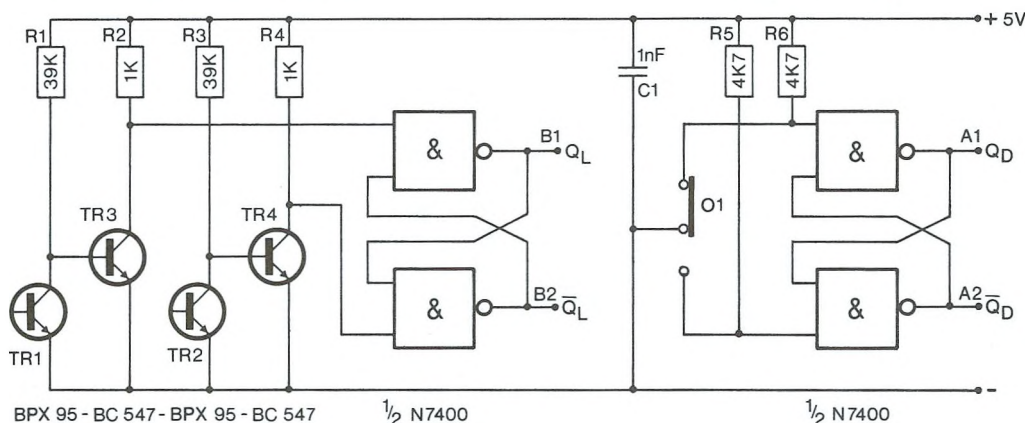 R1 R2 R3 R4 R5 R6 + 5V
39K 1K 39K 1K 1nF 4K7 4K7
C1
& B1 QL & A1 QD
TR3 TR4 O1
& B2 Q̅L & A2 Q̅D
TR1 TR2
-
BPX 95 - BC 547 - BPX 95 - BC 547 ½ N7400 ½ N7400